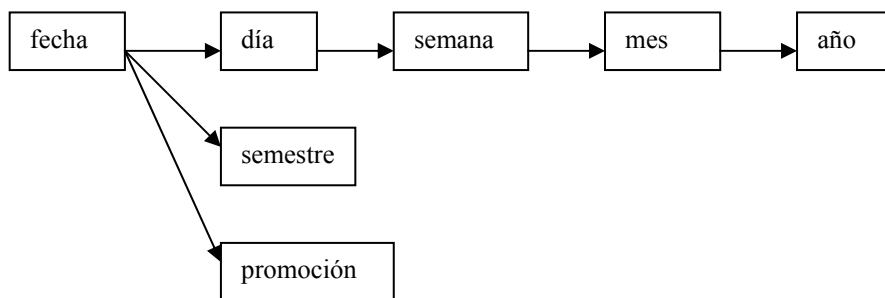 fecha
día
semana
mes
año
semestre
promoción